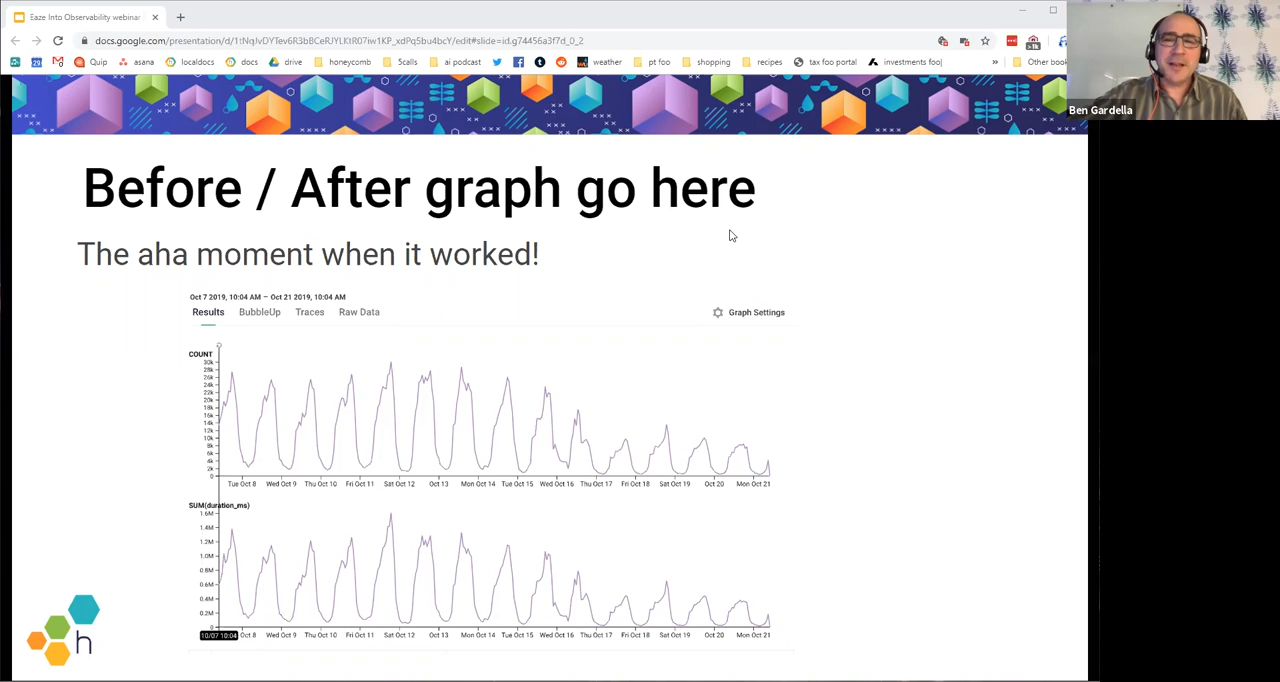 Eaze Into Observability webinar
docs.google.com/presentation/d/1tNqJvDYTev6R3bBCeRJYLKtR07iw1KP_xdPq5bu4bcY/edit#slide=id.g74456a3f7d_0_2
>1k
29
Quip asana localdocs docs drive honeycomb 5calls ai podcast weather pt foo shopping recipes tax foo portal investments foo » Other book
Ben Gardella
Before / After graph go here
The aha moment when it worked!
Oct 7 2019, 10:04 AM – Oct 21 2019, 10:04 AM
Results BubbleUp Traces Raw Data Graph Settings
COUNT
30k
28k
26k
24k
22k
20k
18k
16k
14k
12k
10k
8k
6k
4k
2k
0
Tue Oct 8 Wed Oct 9 Thu Oct 10 Fri Oct 11 Sat Oct 12 Oct 13 Mon Oct 14 Tue Oct 15 Wed Oct 16 Thu Oct 17 Fri Oct 18 Sat Oct 19 Oct 20 Mon Oct 21
SUM(duration_ms)
1.6M
1.4M
1.2M
1.0M
0.8M
0.6M
0.4M
0.2M
0
10/07 10:04 Oct 8 Wed Oct 9 Thu Oct 10 Fri Oct 11 Sat Oct 12 Oct 13 Mon Oct 14 Tue Oct 15 Wed Oct 16 Thu Oct 17 Fri Oct 18 Sat Oct 19 Oct 20 Mon Oct 21
h